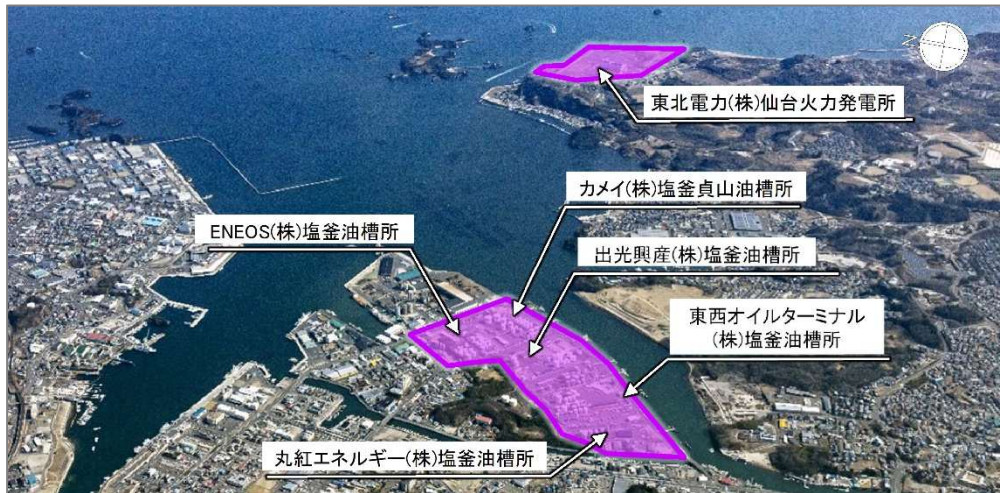 N
東北電力(株)仙台火力発電所
カメイ(株)塩釜貞山油槽所
ENEOS(株)塩釜油槽所
出光興産(株)塩釜油槽所
東西オイルターミナル
(株)塩釜油槽所
丸紅エネルギー(株)塩釜油槽所